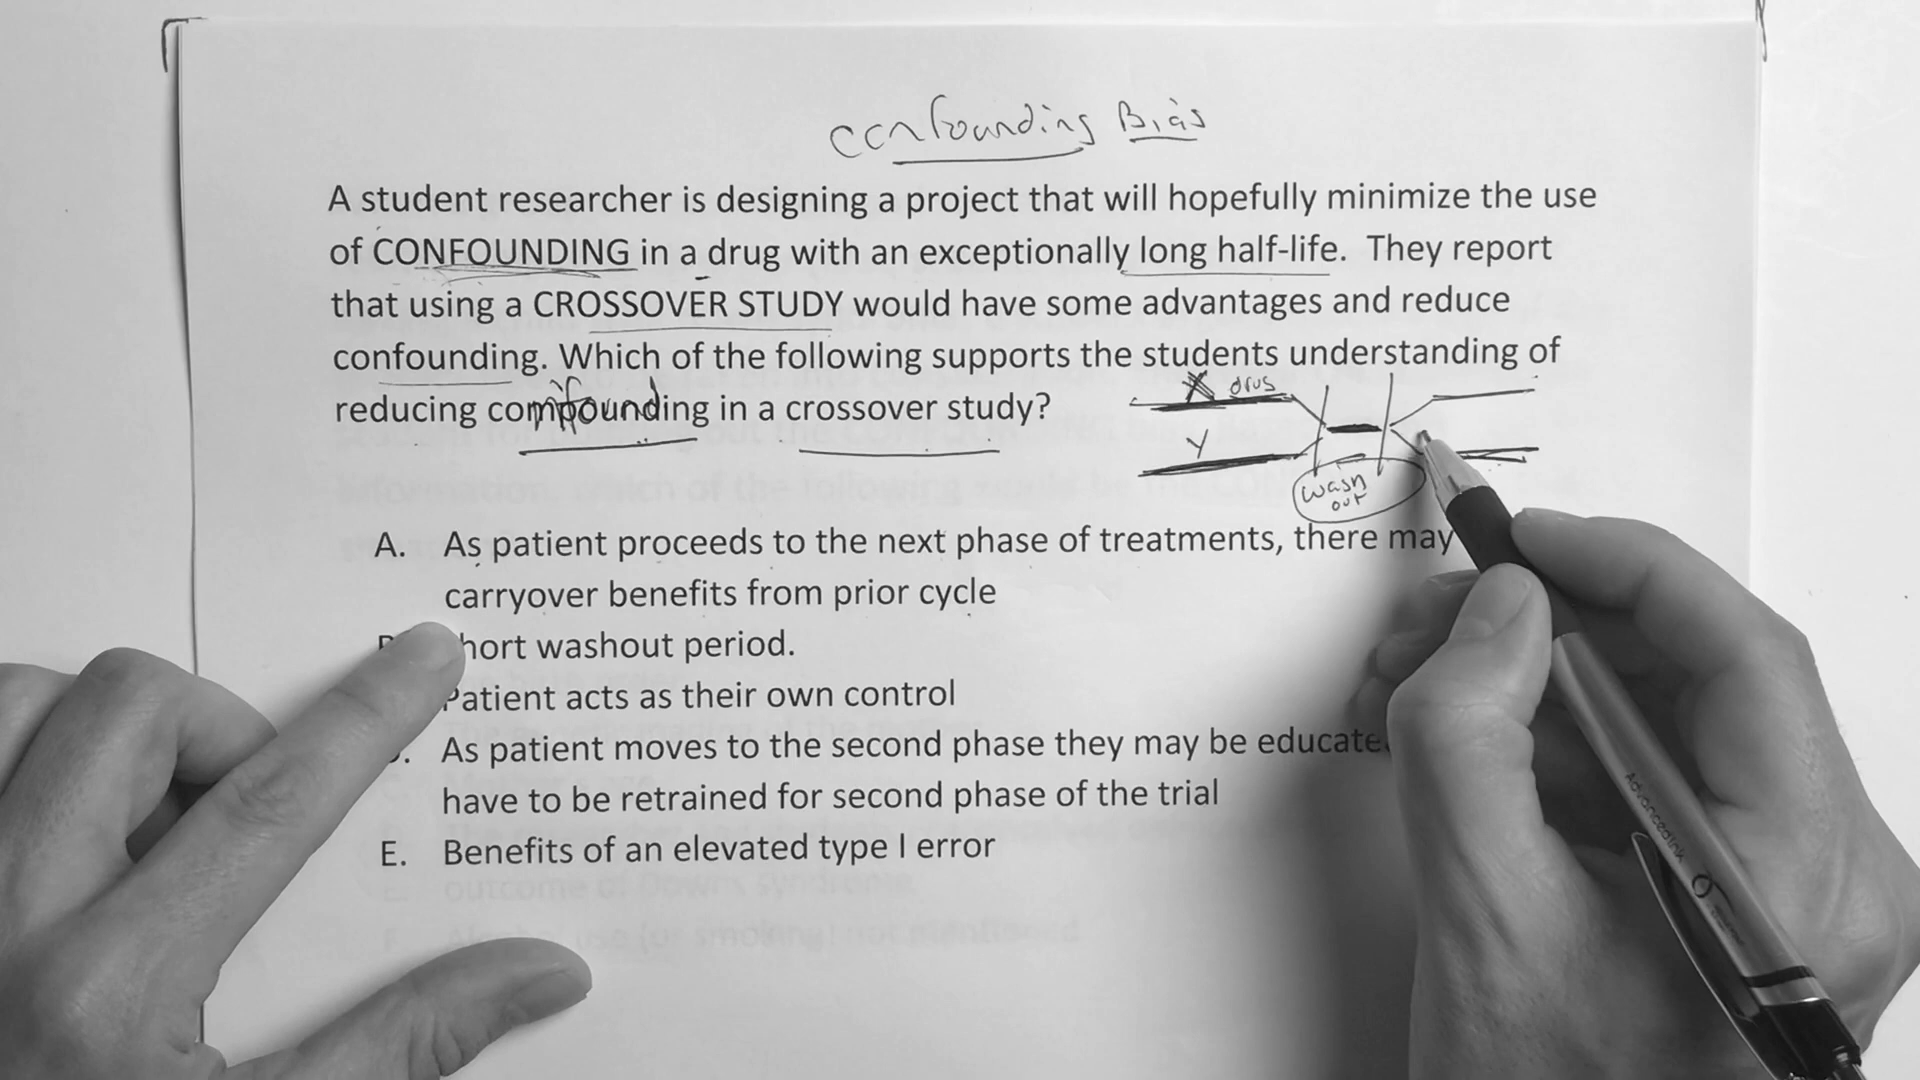 confounding Bias
A student researcher is designing a project that will hopefully minimize the use
of CONFOUNDING in a drug with an exceptionally long half-life. They report
that using a CROSSOVER STUDY would have some advantages and reduce
confounding. Which of the following supports the students understanding of
reducing confounding in a crossover study?
X drug
Y
wash
out
A. As patient proceeds to the next phase of treatments, there may
carryover benefits from prior cycle
hort washout period.
Patient acts as their own control
As patient moves to the second phase they may be educate
have to be retrained for second phase of the trial
E. Benefits of an elevated type I error
AdvancedInk